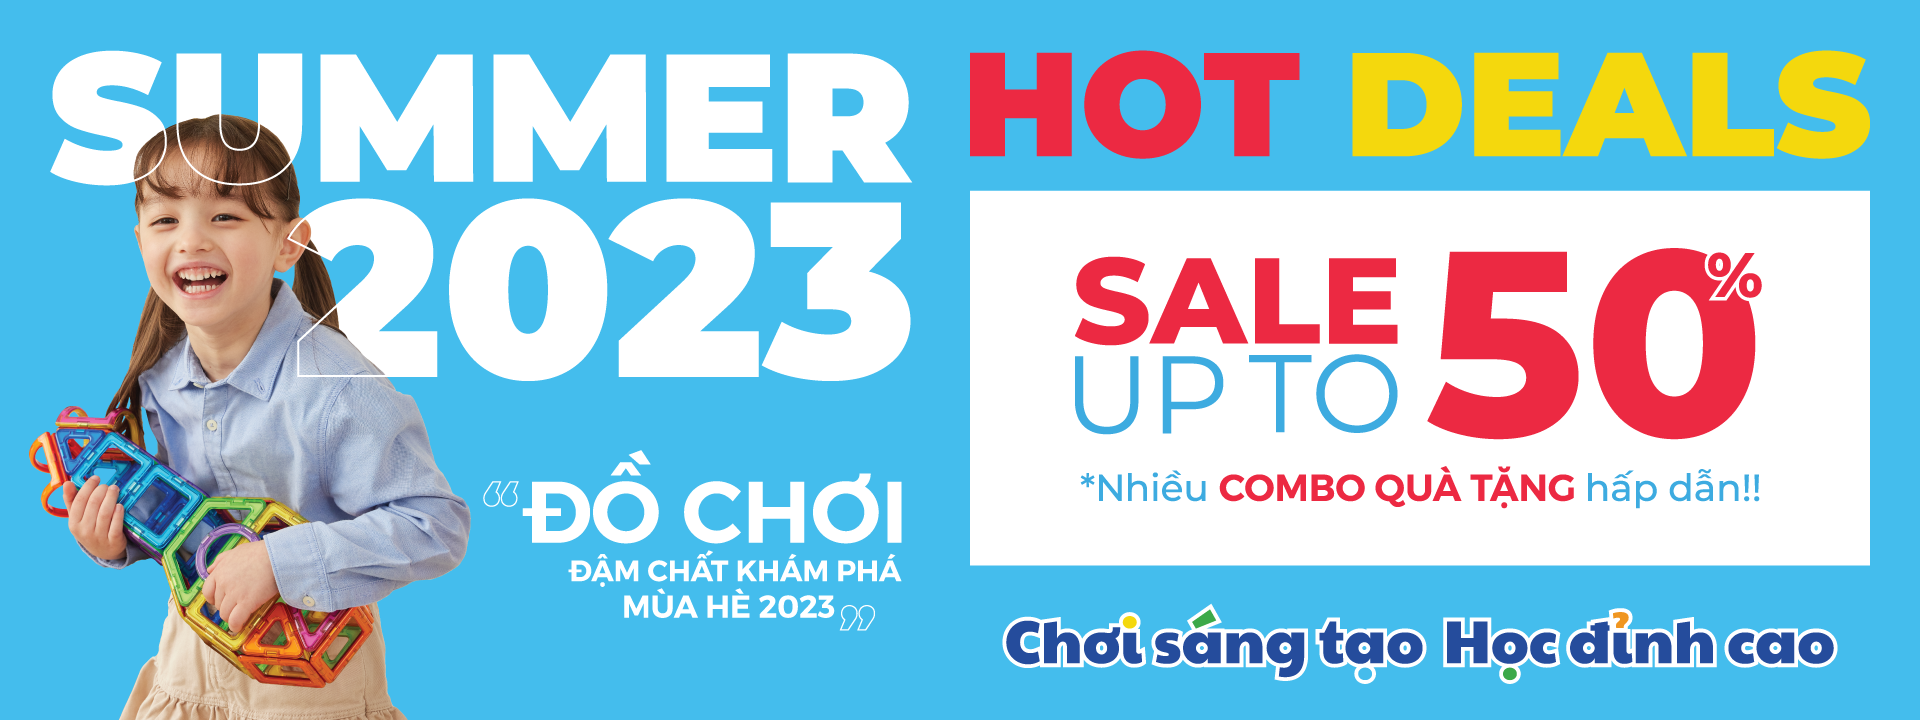 SUMMER
2023
“ĐỒ CHƠI
ĐẬM CHẤT KHÁM PHÁ
MÙA HÈ 2023”
HOT DEALS
SALE
UP TO
50%
*Nhiều COMBO QUÀ TẶNG hấp dẫn!!
Chơi sáng tạo Học đỉnh cao